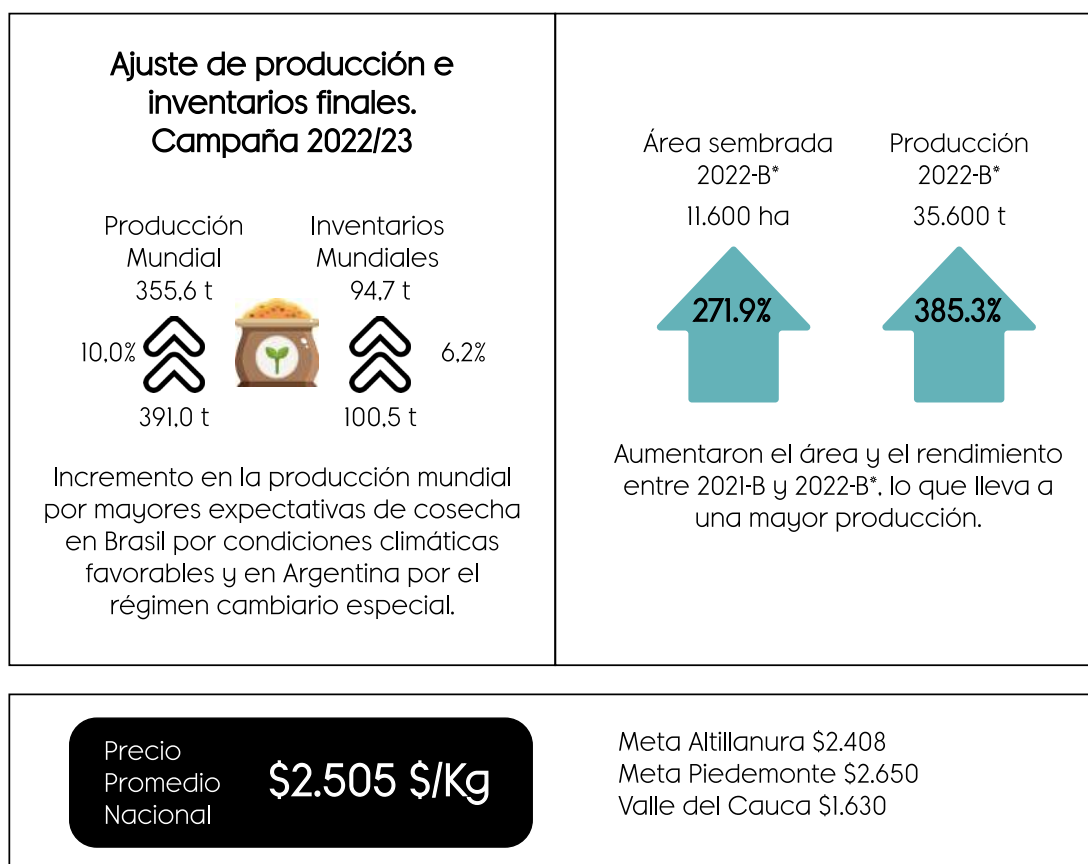 Ajuste de producción e
inventarios finales.
Campaña 2022/23
Producción
Mundial
355,6 t
10,0%
391,0 t
Inventarios
Mundiales
94,7 t
6,2%
100,5 t
Incremento en la producción mundial
por mayores expectativas de cosecha
en Brasil por condiciones climáticas
favorables y en Argentina por el
régimen cambiario especial.
Área sembrada
2022-B*
11.600 ha
271.9%
Producción
2022-B*
35.600 t
385.3%
Aumentaron el área y el rendimiento
entre 2021-B y 2022-B*, lo que lleva a
una mayor producción.
Precio
Promedio
Nacional
$2.505 $/Kg
Meta Altillanura $2.408
Meta Piedemonte $2.650
Valle del Cauca $1.630